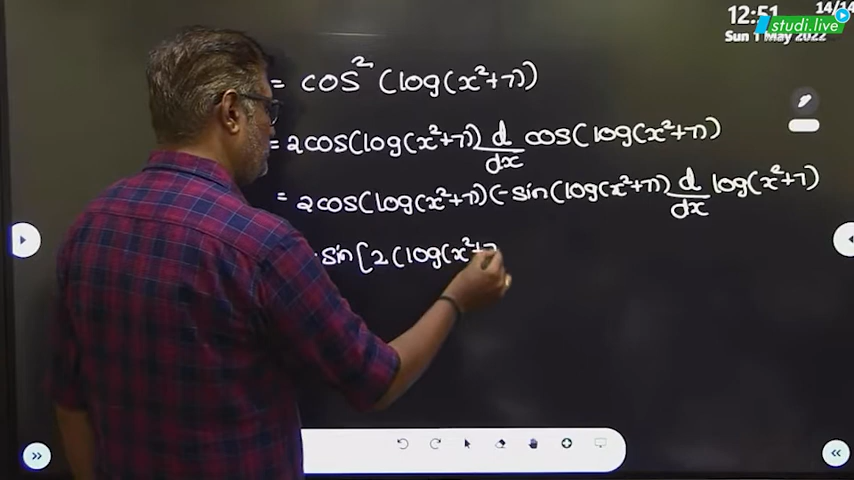 12:51
14/14
studi.live
Sun 1 May 2022
= cos² (log(x²+7))
= 2cos(log(x²+7)) d/dx cos(log(x²+7))
= 2cos(log(x²+7)(-sin(log(x²+7)) d/dx log(x²+7)
sin[2(log(x²+7